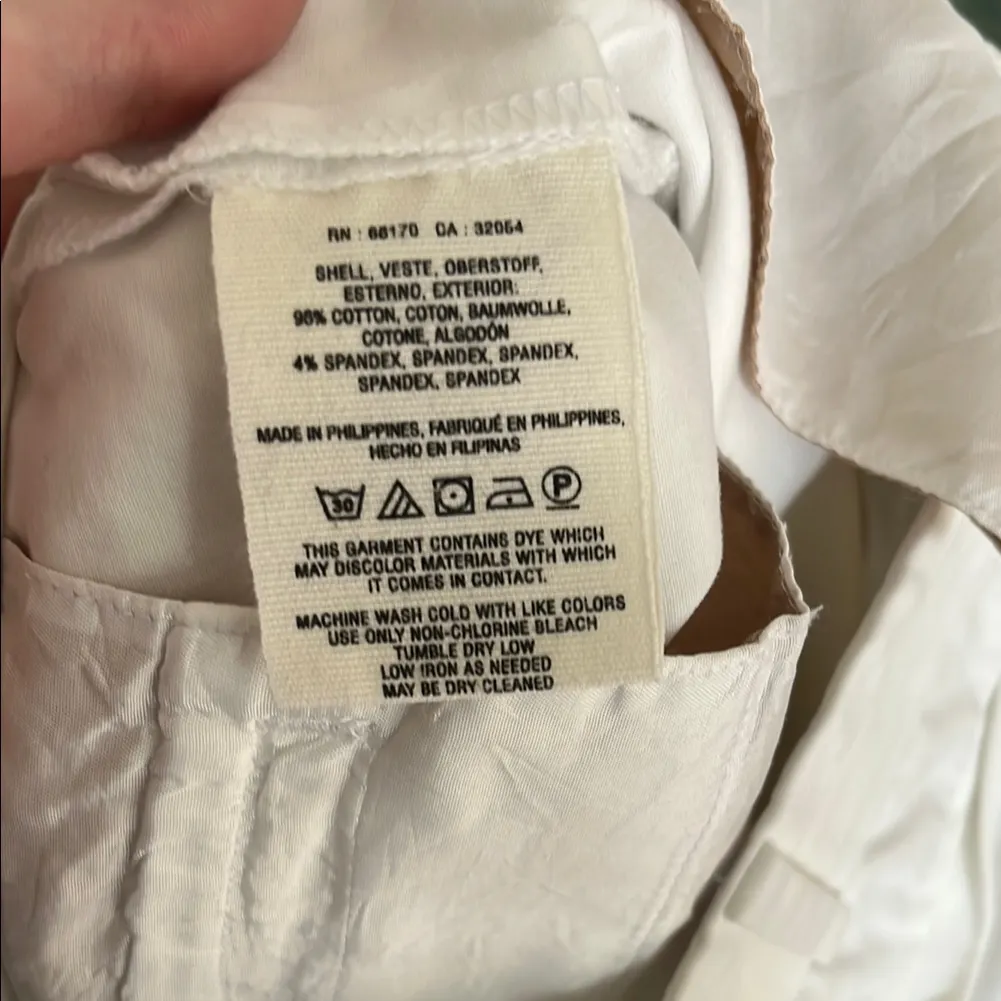 RN : 66170 CA : 32054
SHELL, VESTE, OBERSTOFF,
ESTERNO, EXTERIOR:
96% COTTON, COTON, BAUMWOLLE,
COTONE, ALGODÓN
4% SPANDEX, SPANDEX, SPANDEX,
SPANDEX, SPANDEX
MADE IN PHILIPPINES, FABRIQUÉ EN PHILIPPINES,
HECHO EN FILIPINAS
30 P
THIS GARMENT CONTAINS DYE WHICH
MAY DISCOLOR MATERIALS WITH WHICH
IT COMES IN CONTACT.
MACHINE WASH COLD WITH LIKE COLORS
USE ONLY NON-CHLORINE BLEACH
TUMBLE DRY LOW
LOW IRON AS NEEDED
MAY BE DRY CLEANED